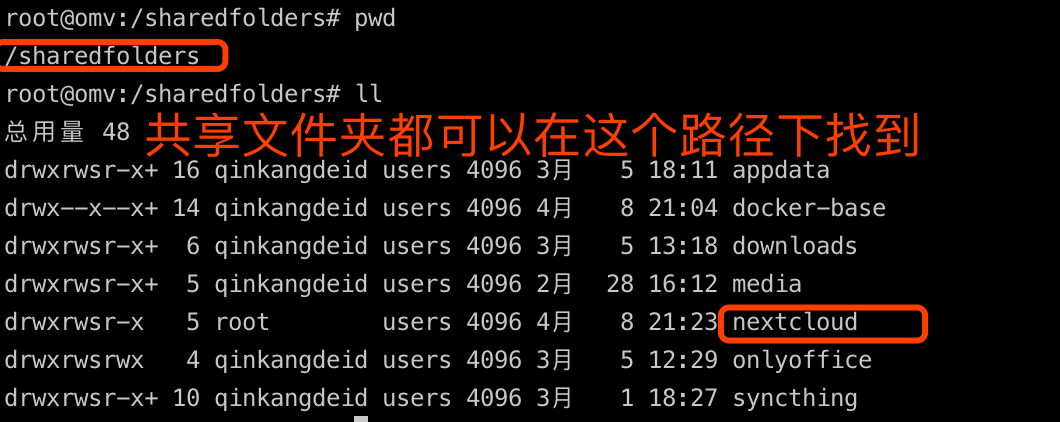 root@omv:/sharedfolders# pwd
/sharedfolders
root@omv:/sharedfolders# ll
总用量 48 共享文件夹都可以在这个路径下找到
drwxrwsr-x+ 16 qinkangdeid users 4096 3月   5 18:11 appdata
drwx--x--x+ 14 qinkangdeid users 4096 4月   8 21:04 docker-base
drwxrwsr-x+  6 qinkangdeid users 4096 3月   5 13:18 downloads
drwxrwsr-x+  5 qinkangdeid users 4096 2月  28 16:12 media
drwxrwsr-x   5 root        users 4096 4月   8 21:23 nextcloud
drwxrwsrwx   4 qinkangdeid users 4096 3月   5 12:29 onlyoffice
drwxrwsr-x+ 10 qinkangdeid users 4096 3月   1 18:27 syncthing